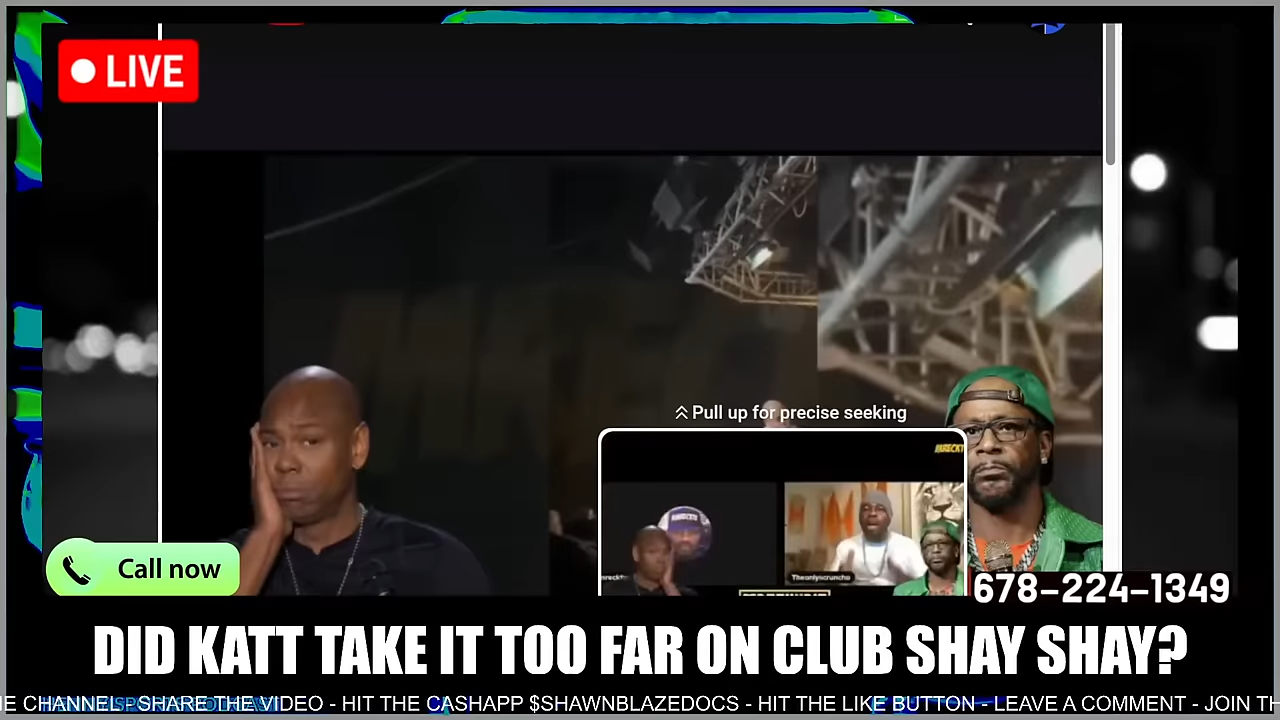 LIVE
Pull up for precise seeking
Theonlyscruncho
Call now
678-224-1349
DID KATT TAKE IT TOO FAR ON CLUB SHAY SHAY?
E CHANNEL - SHARE THE VIDEO - HIT THE CASHAPP $SHAWNBLAZEDOCS - HIT THE LIKE BUTTON - LEAVE A COMMENT - JOIN TH